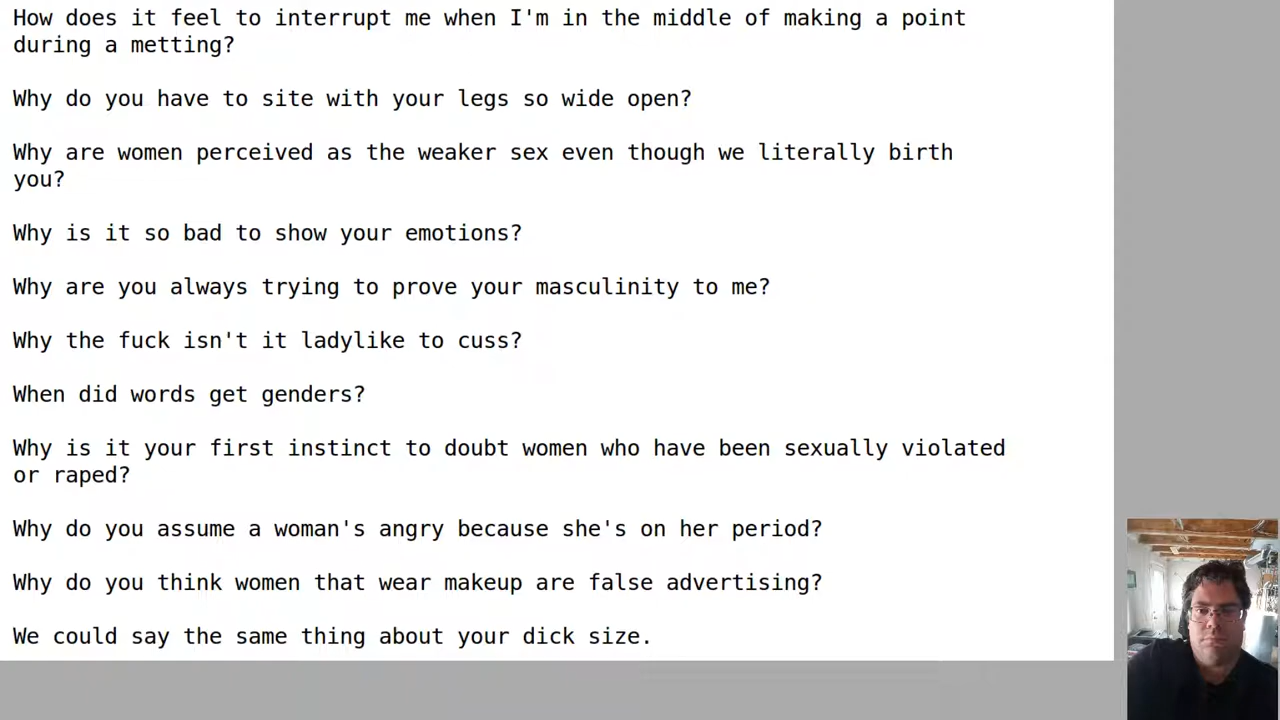 How does it feel to interrupt me when I'm in the middle of making a point
during a metting?
Why do you have to site with your legs so wide open?
Why are women perceived as the weaker sex even though we literally birth
you?
Why is it so bad to show your emotions?
Why are you always trying to prove your masculinity to me?
Why the fuck isn't it ladylike to cuss?
When did words get genders?
Why is it your first instinct to doubt women who have been sexually violated
or raped?
Why do you assume a woman's angry because she's on her period?
Why do you think women that wear makeup are false advertising?
We could say the same thing about your dick size.